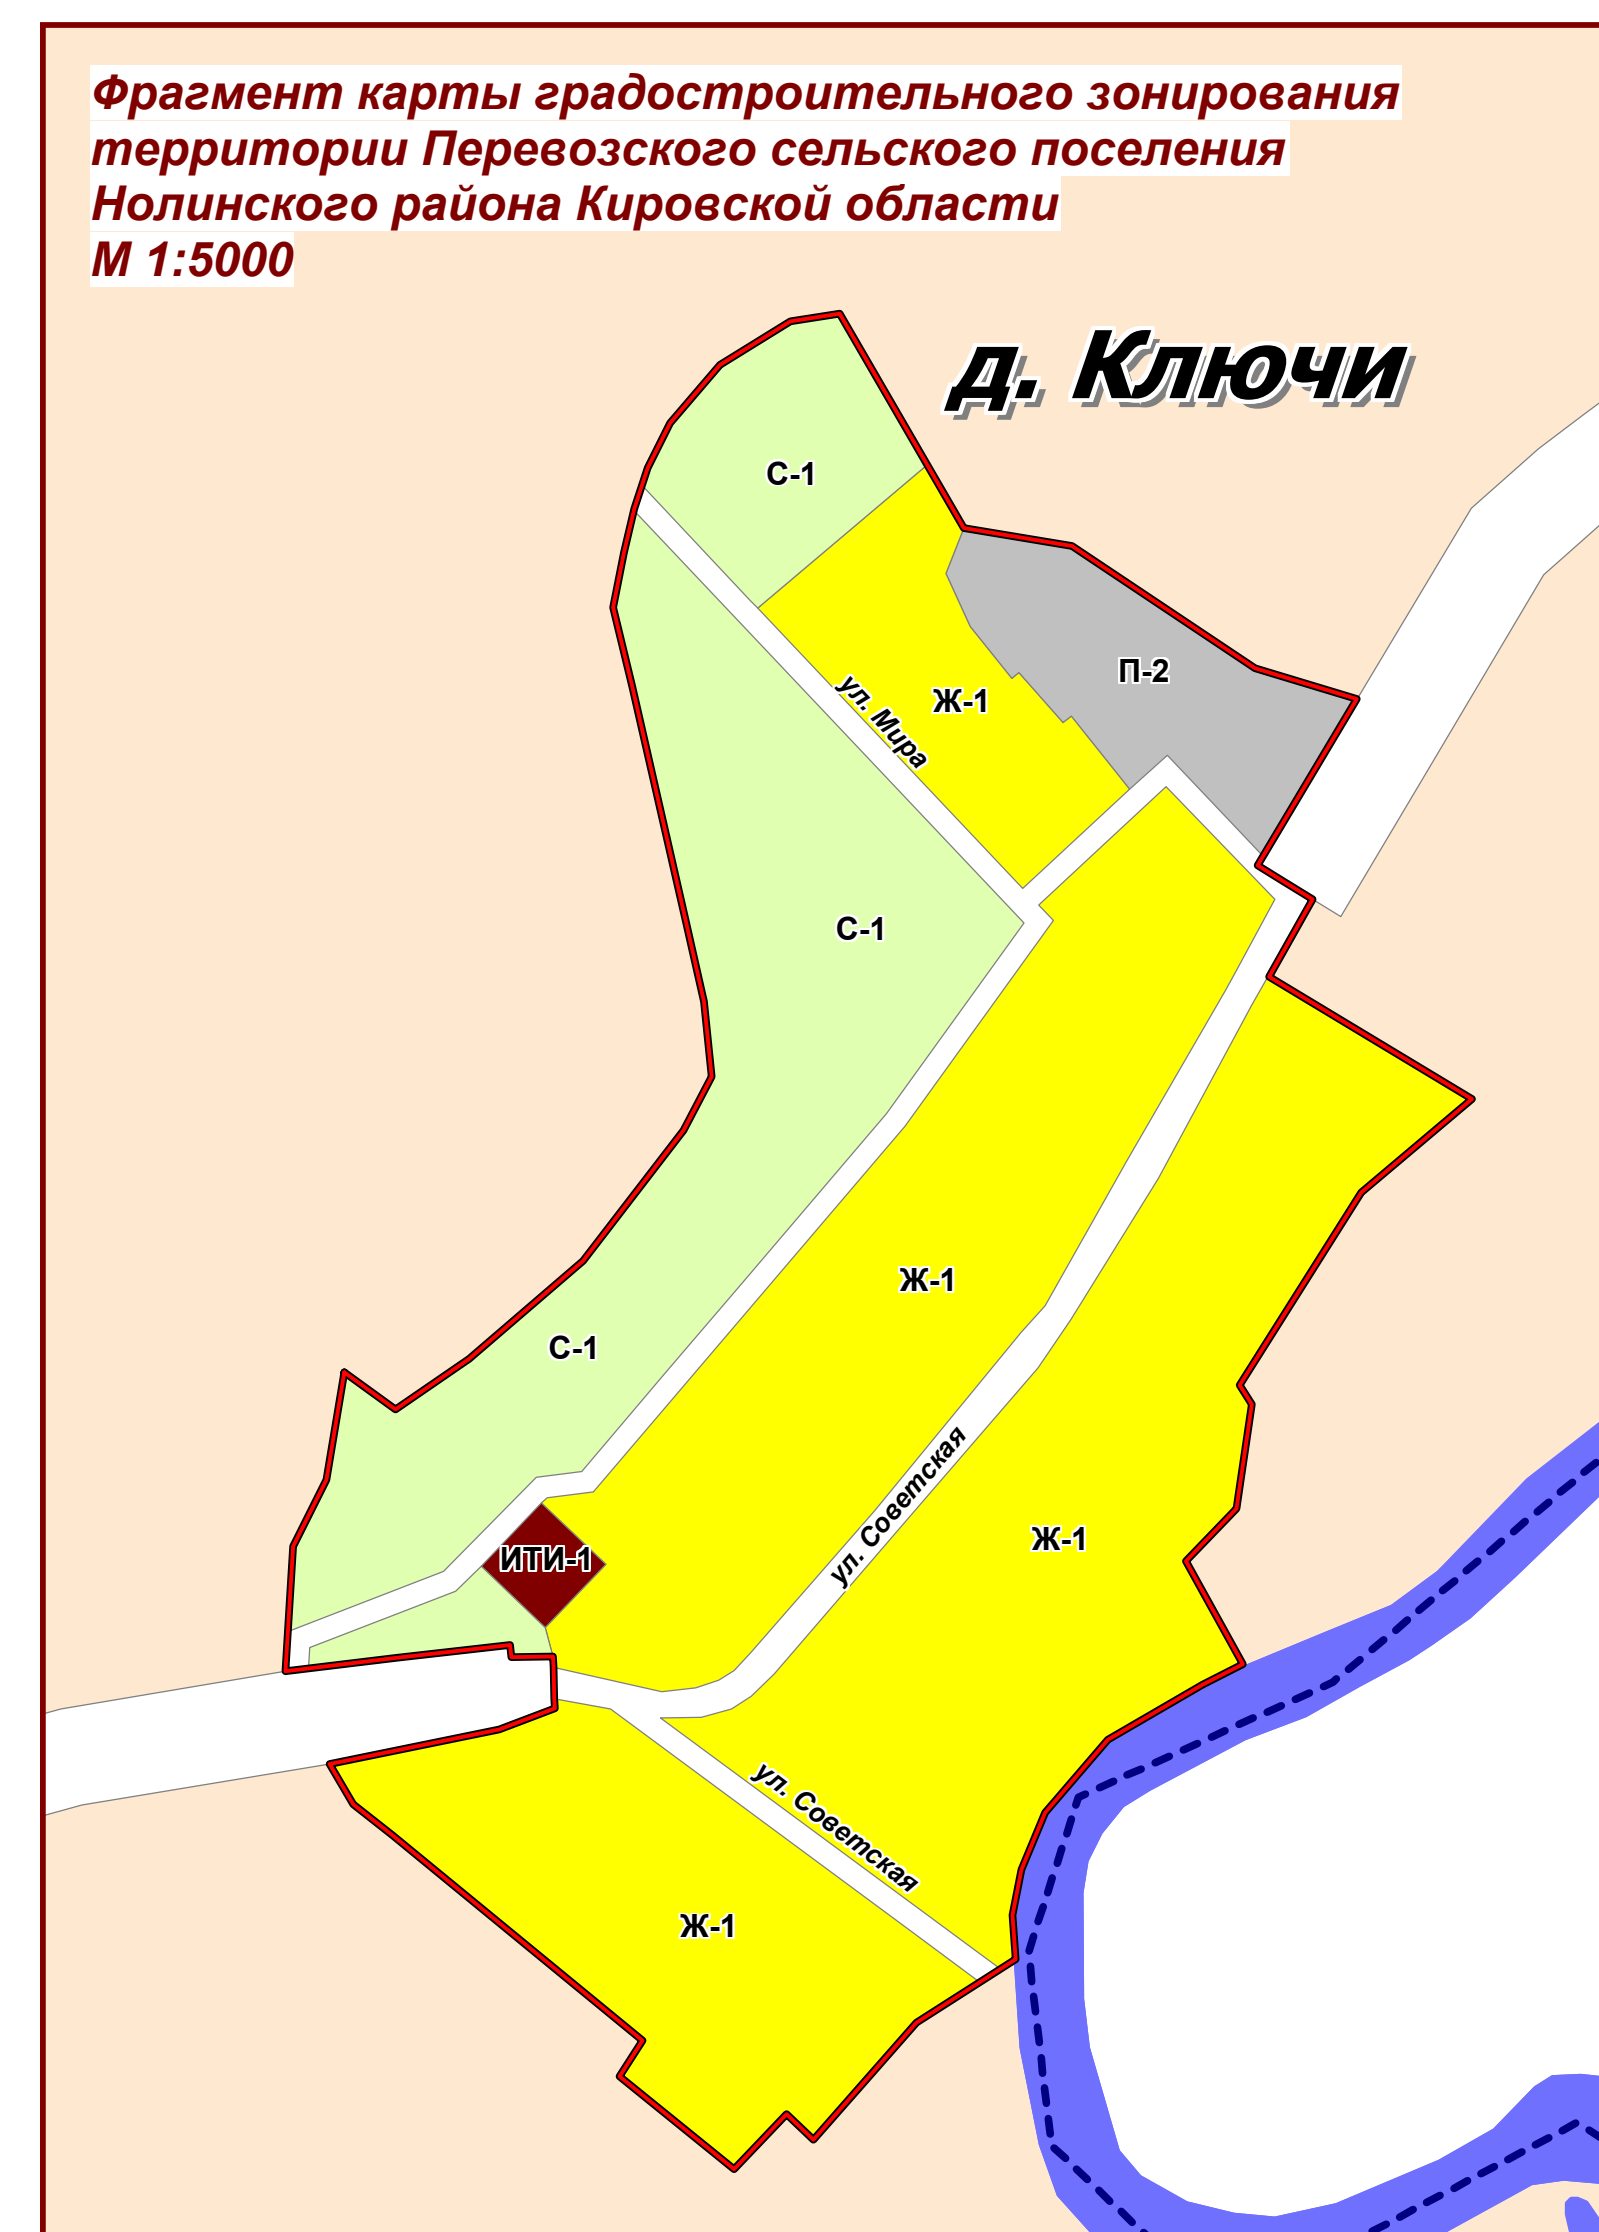 Фрагмент карты градостроительного зонирования
территории Перевозского сельского поселения
Нолинского района Кировской области
М 1:5000
д. Ключи
С-1
П-2
Ж-1
ул. Мира
С-1
Ж-1
С-1
ул. Советская
Ж-1
ИТИ-1
ул. Советская
Ж-1